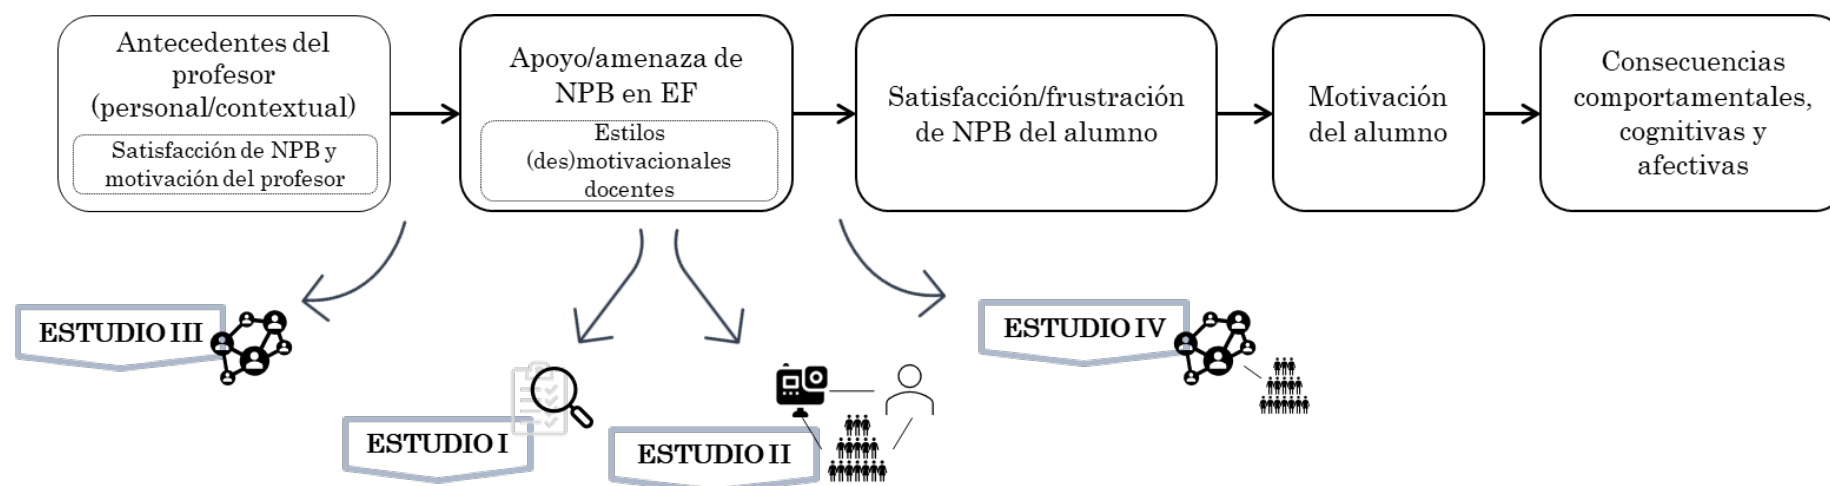 Antecedentes del
profesor
(personal/contextual)
Satisfacción de NPB y
motivación del profesor
Apoyo/amenaza de
NPB en EF
Estilos
(des)motivacionales
docentes
Satisfacción/frustración
de NPB del alumno
Motivación
del alumno
Consecuencias
comportamentales,
cognitivas y
afectivas
ESTUDIO III
ESTUDIO I
ESTUDIO II
ESTUDIO IV